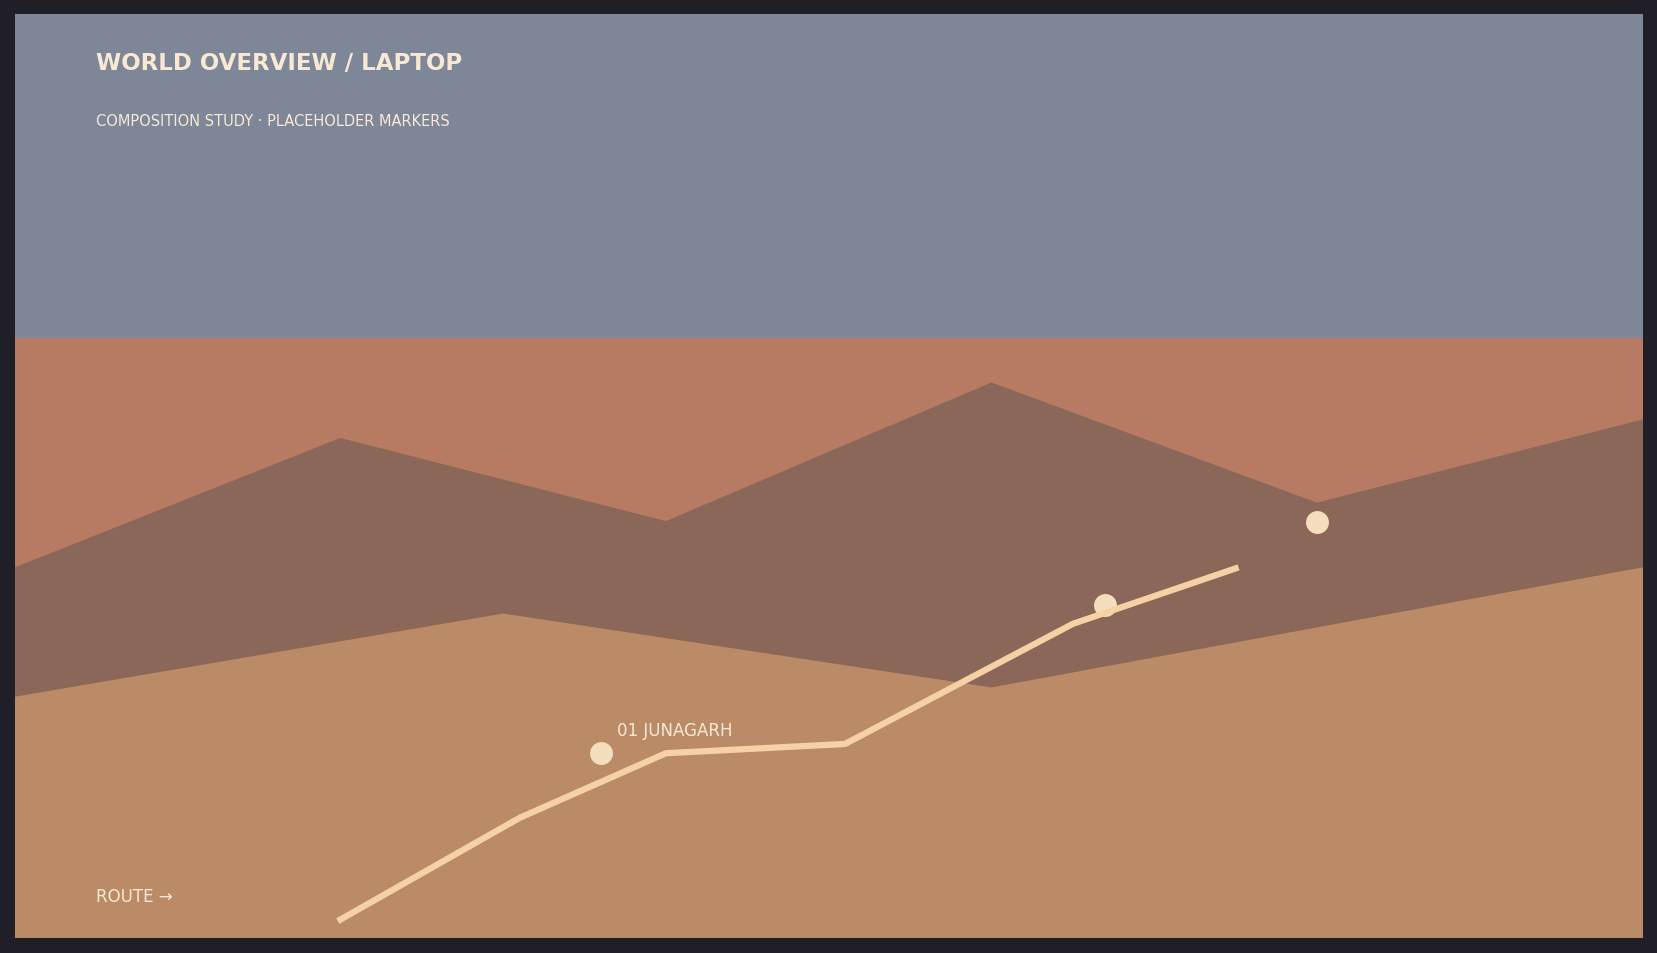 WORLD OVERVIEW / LAPTOP
COMPOSITION STUDY · PLACEHOLDER MARKERS
01 JUNAGARH
ROUTE →